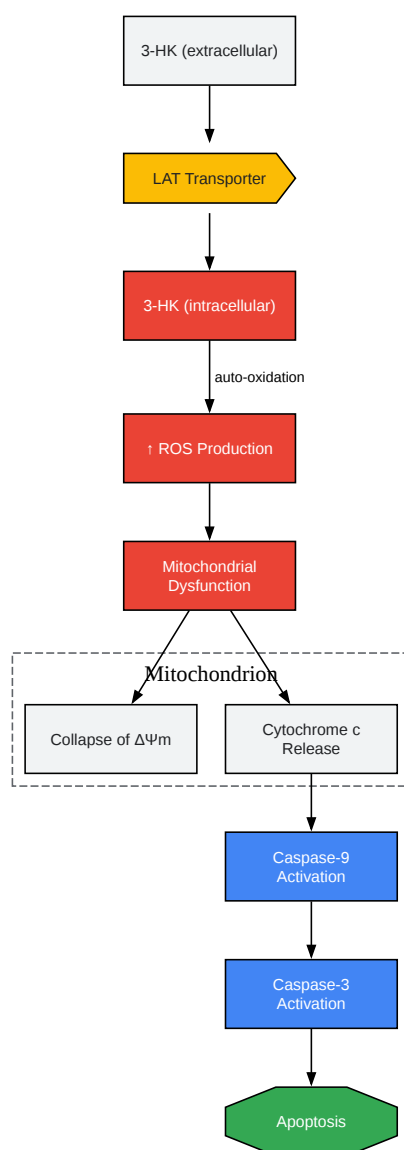 3-HK (extracellular)
LAT Transporter
3-HK (intracellular)
auto-oxidation
↑ ROS Production
Mitochondrial
Dysfunction
Mitochondrion
Collapse of ΔΨm
Cytochrome c
Release
Caspase-9
Activation
Caspase-3
Activation
Apoptosis